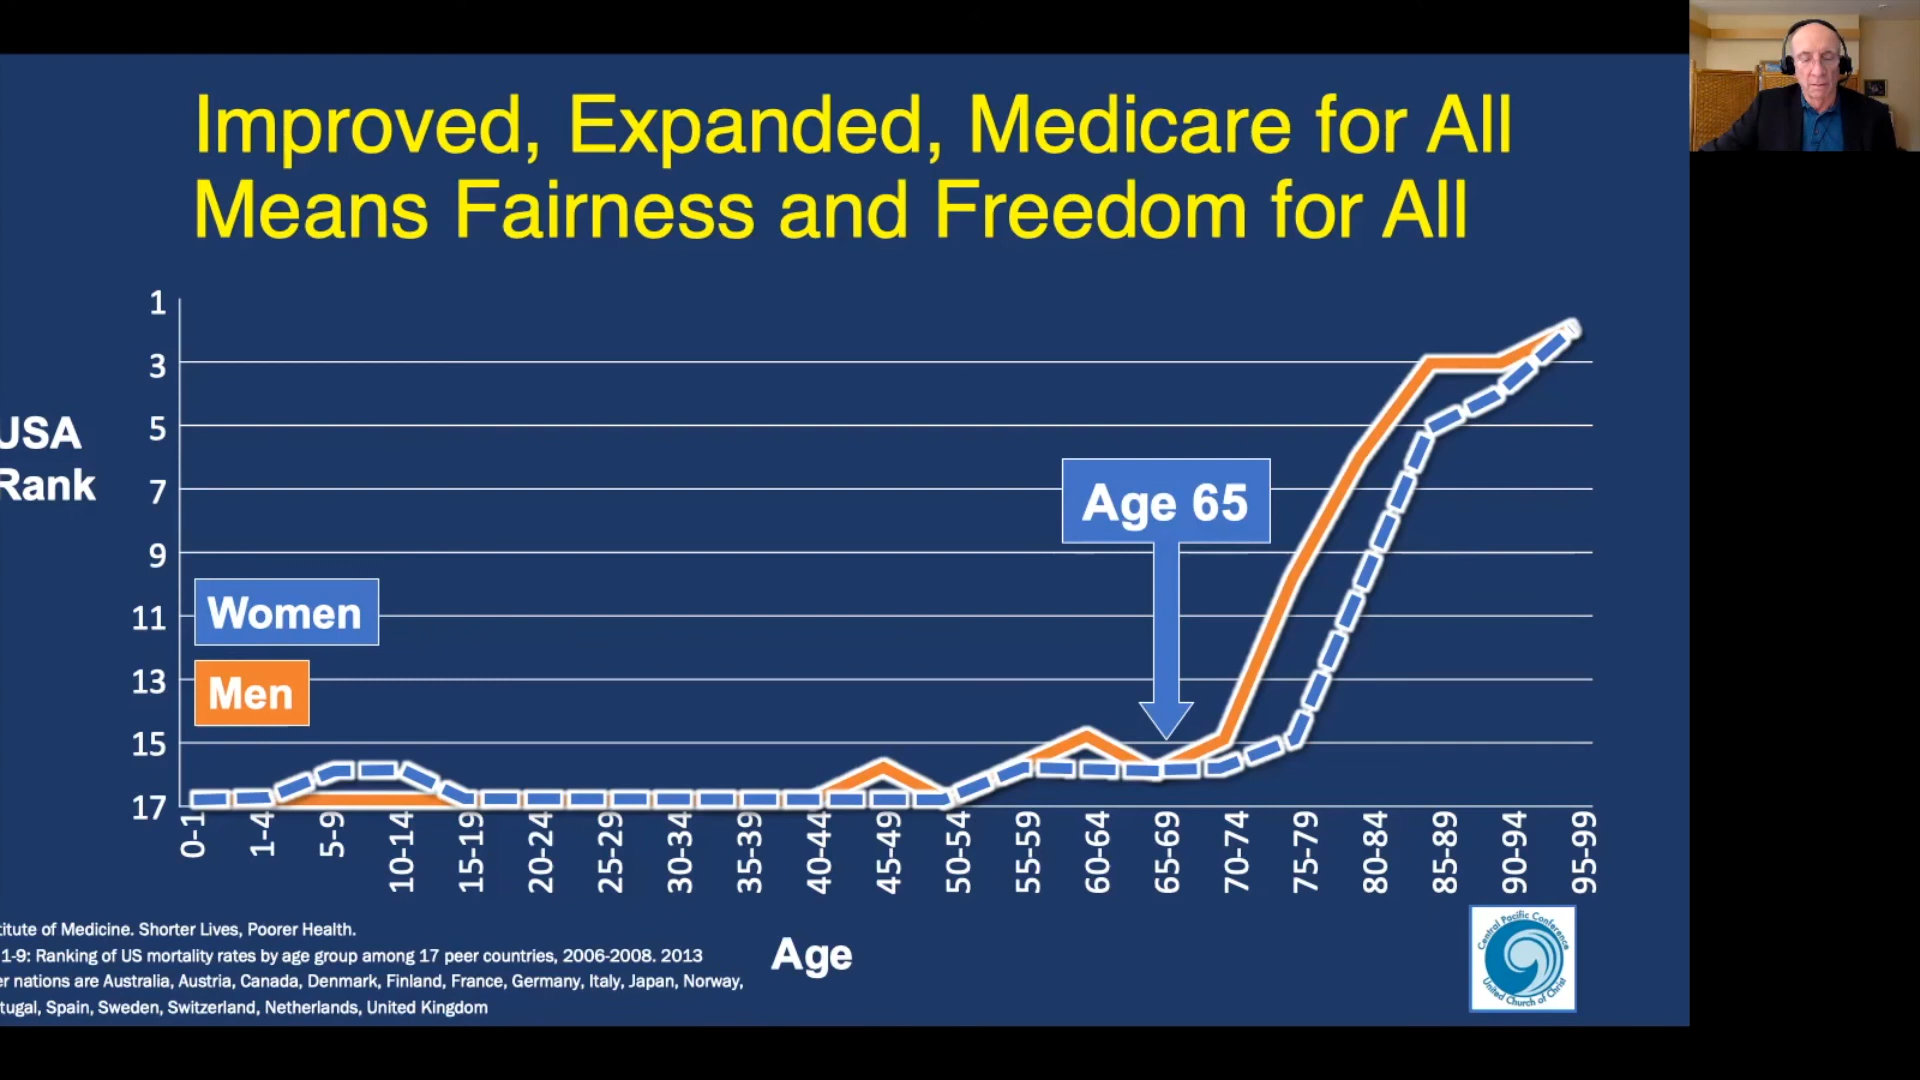 Improved, Expanded, Medicare for All
Means Fairness and Freedom for All
1
3
5
7
9
11
13
15
17
USA
Rank
Age 65
Women
Men
0-1
1-4
5-9
10-14
15-19
20-24
25-29
30-34
35-39
40-44
45-49
50-54
55-59
60-64
65-69
70-74
75-79
80-84
85-89
90-94
95-99
Age
titute of Medicine. Shorter Lives, Poorer Health.
1-9: Ranking of US mortality rates by age group among 17 peer countries, 2006-2008. 2013
er nations are Australia, Austria, Canada, Denmark, Finland, France, Germany, Italy, Japan, Norway,
tugal, Spain, Sweden, Switzerland, Netherlands, United Kingdom
Central Pacific Conference
United Church of Christ